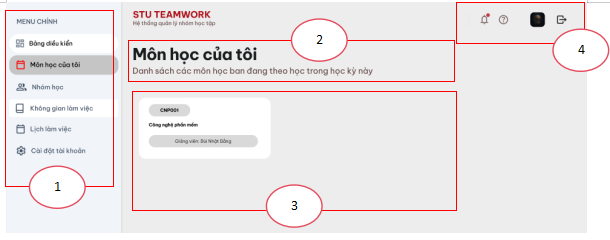 MENU CHÍNH
Bảng điều kiển
Môn học của tôi
Nhóm học
Không gian làm việc
Lịch làm việc
Cài đặt tài khoản
1
STU TEAMWORK
Hệ thống quản lý nhóm học tập
2
4
Môn học của tôi
Danh sách các môn học bạn đang theo học trong học kỳ này
CNP001
Công nghệ phần mềm
Giảng viên: Bùi Nhật Bằng
3